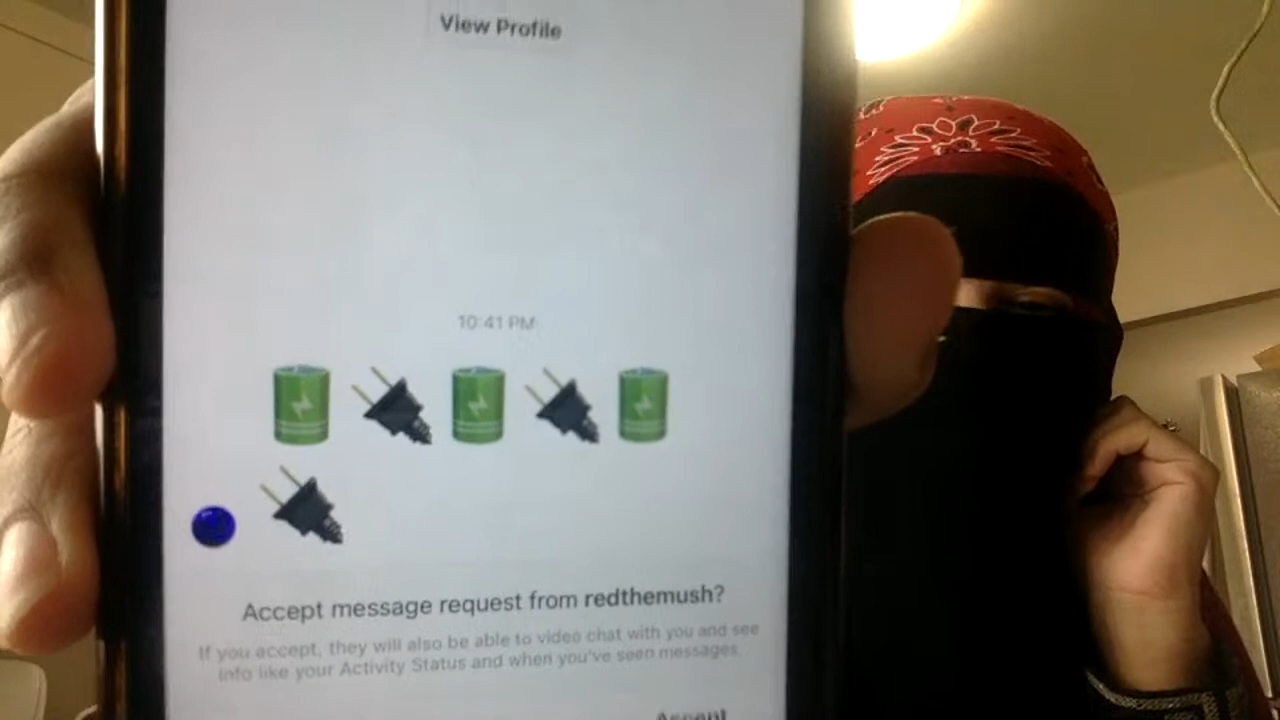 View Profile
10:41 PM
🔋🔌🔋🔌🔋
🔌
Accept message request from redthemush?
If you accept, they will also be able to video chat with you and see
info like your Activity Status and when you've seen messages.
Accept